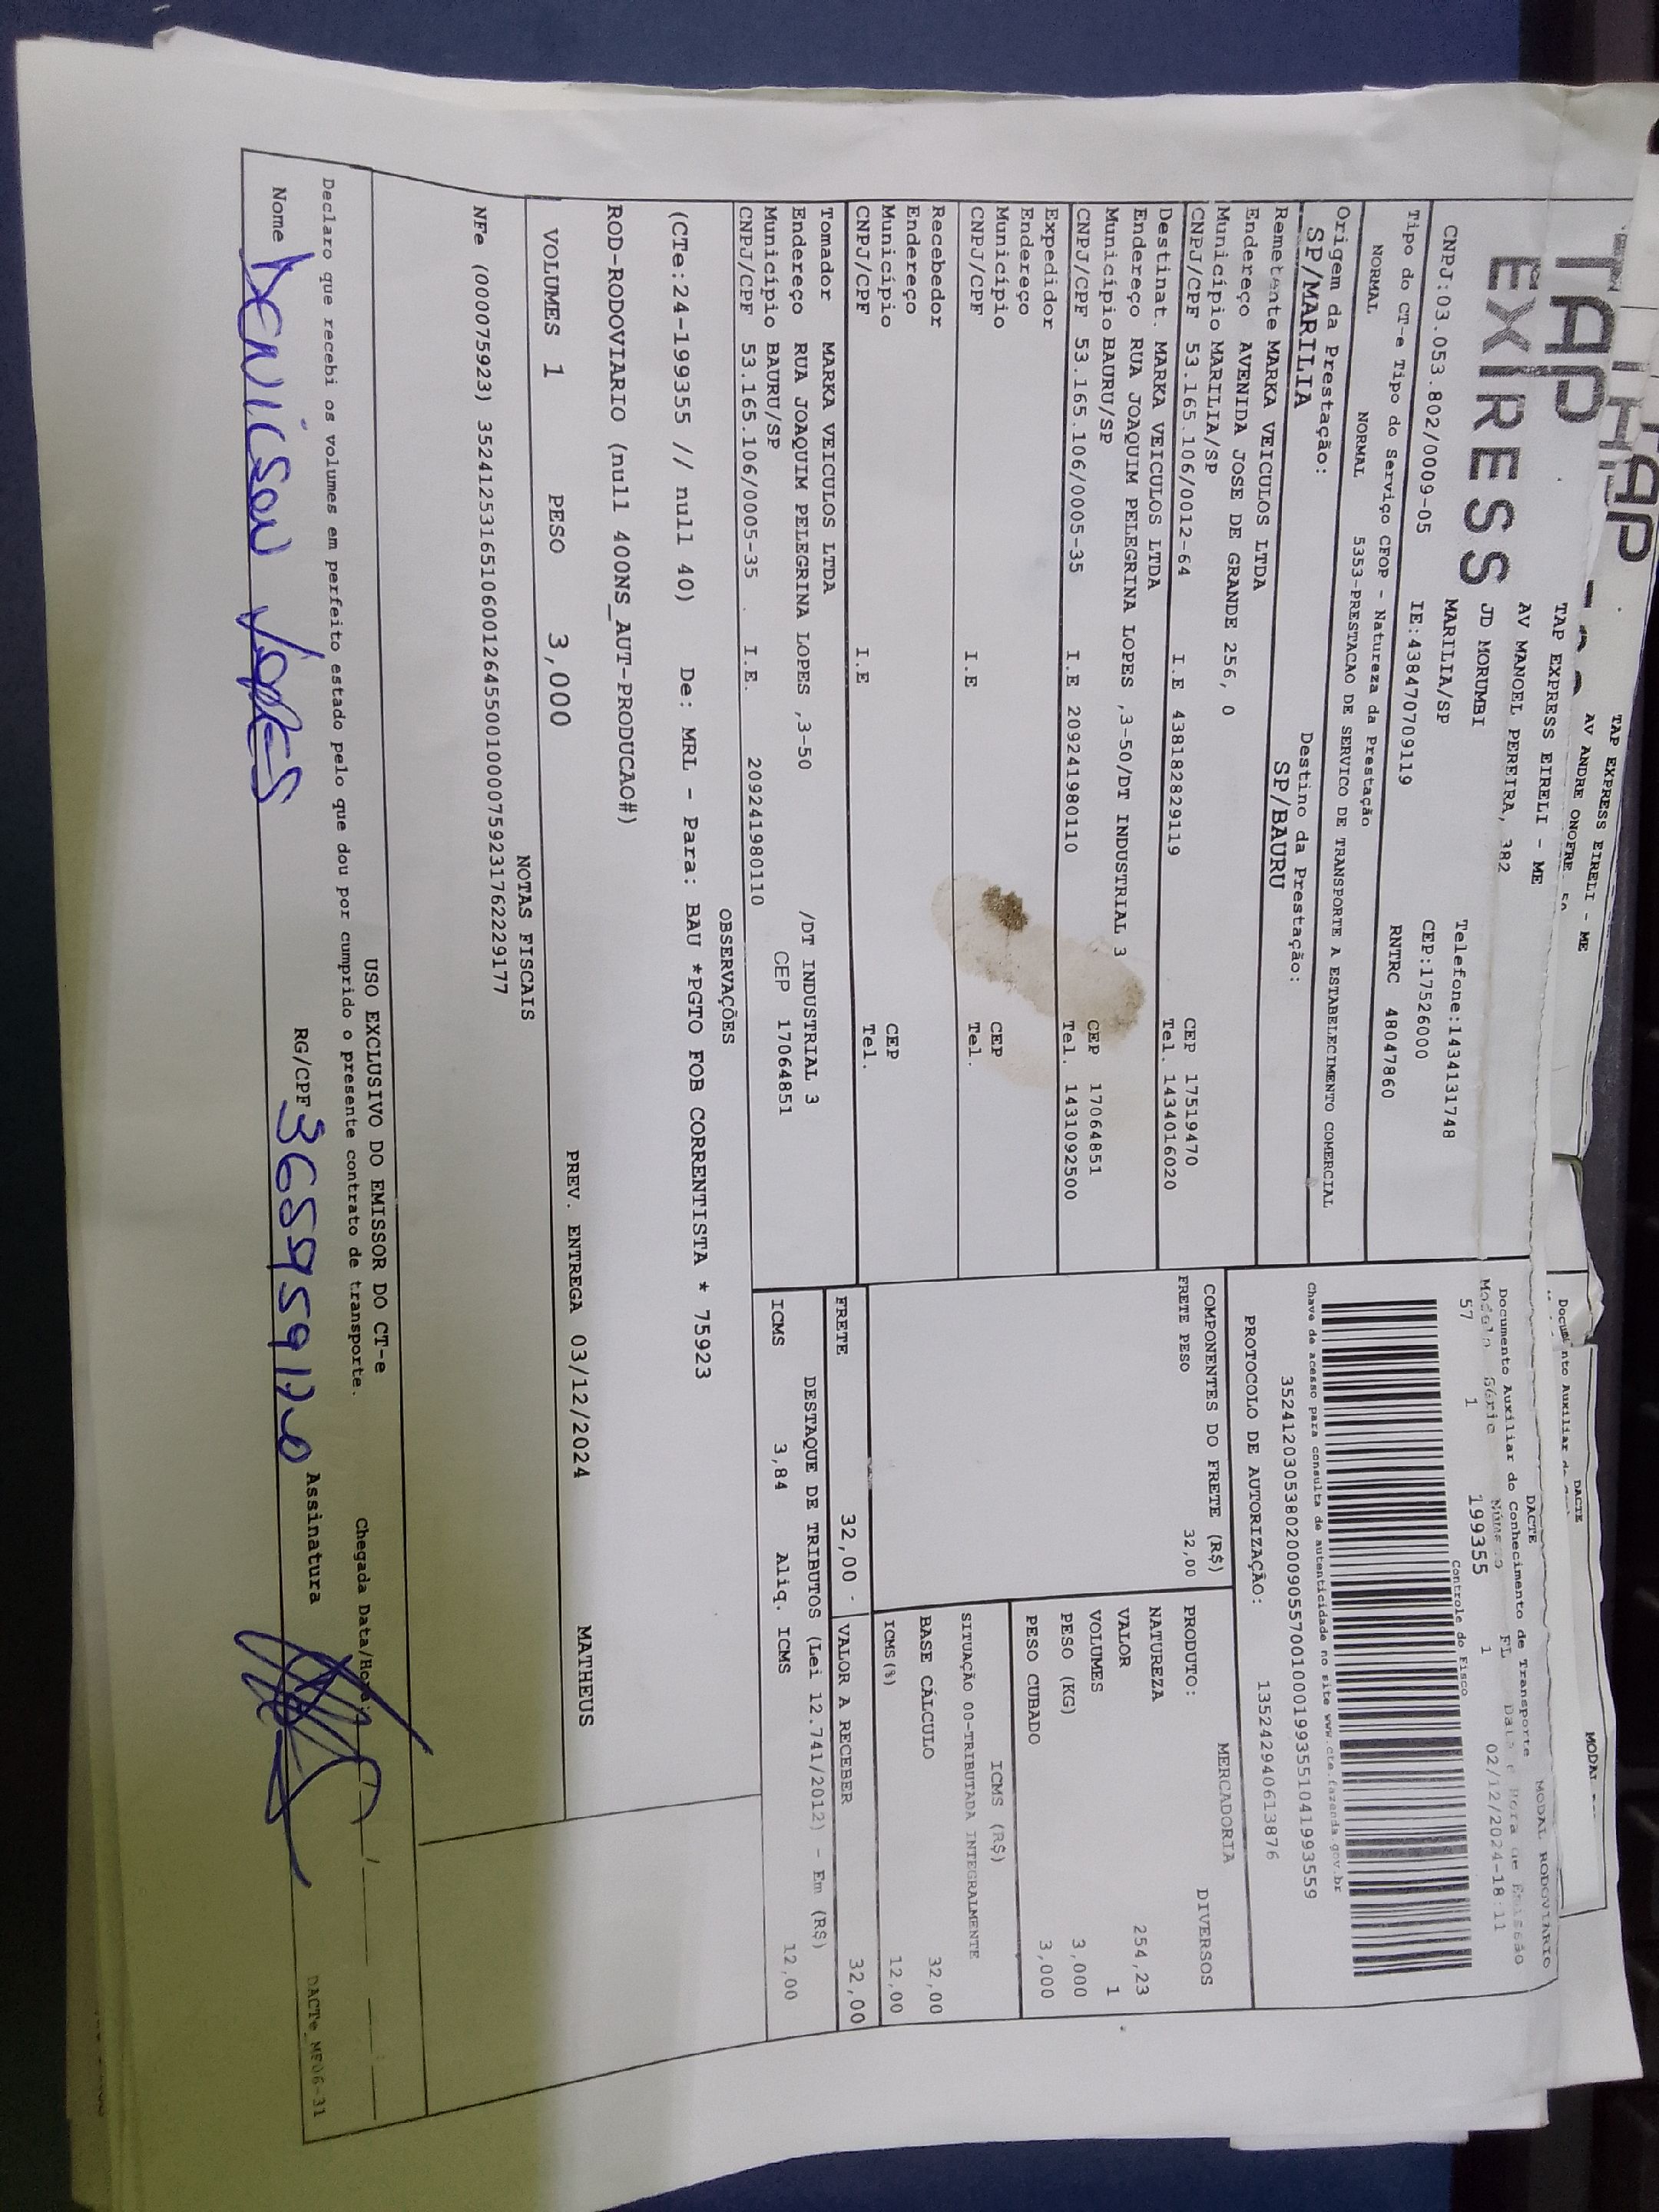 TAP EXPRESS EIRELI - ME
AV ANDRE ONOFRE
DACTE
TAP
EXPRESS
TAP EXPRESS EIRELI - ME
AV MANOEL PEREIRA, 382
JD MORUMBI
MARILIA/SP
Telefone:1434131748
CEP:17526000
CNPJ:03.053.802/0009-05 IE:438470709119 RNTRC 48047860
DACTE MODAL RODOVIÁRIO
Documento Auxiliar do Conhecimento de Transporte
Modelo Série Número FL Data e Hora de Emissão
57 1 199355 1 02/12/2024-18:11
Controle do Fisco
Tipo do CT-e Tipo do Serviço CFOP - Natureza da Prestação
NORMAL NORMAL 5353-PRESTACAO DE SERVICO DE TRANSPORTE A ESTABELECIMENTO COMERCIAL
Chave de acesso para consulta de autenticidade no site www.cte.fazenda.gov.br
35241203053802000905570010001993551041993559
PROTOCOLO DE AUTORIZAÇÃO: 135242940613876
Origem da Prestação: Destino da Prestação:
SP/MARILIA SP/BAURU
Remetente MARKA VEICULOS LTDA
Endereço AVENIDA JOSE DE GRANDE 256, 0
Município MARILIA/SP CEP 17519470
CNPJ/CPF 53.165.106/0012-64 I.E 438182829119 Tel. 1434016020
Destinat. MARKA VEICULOS LTDA
Endereço RUA JOAQUIM PELEGRINA LOPES ,3-50/DT INDUSTRIAL 3
Município BAURU/SP CEP 17064851
CNPJ/CPF 53.165.106/0005-35 I.E 209241980110 Tel. 1431092500
Expedidor
Endereço
Município CEP
CNPJ/CPF I.E Tel.
Recebedor
Endereço
Município CEP
CNPJ/CPF I.E Tel.
Tomador MARKA VEICULOS LTDA
Endereço RUA JOAQUIM PELEGRINA LOPES ,3-50 /DT INDUSTRIAL 3
Município BAURU/SP CEP 17064851
CNPJ/CPF 53.165.106/0005-35 I.E. 209241980110
COMPONENTES DO FRETE (R$)
FRETE PESO 32,00
MERCADORIA
PRODUTO: DIVERSOS
NATUREZA
VALOR 254,23
VOLUMES 1
PESO (KG) 3,000
PESO CUBADO 3,000
ICMS (R$)
SITUAÇÃO 00-TRIBUTADA INTEGRALMENTE
BASE CÁLCULO 32,00
ICMS(%) 12,00
FRETE 32,00 VALOR A RECEBER 32,00
DESTAQUE DE TRIBUTOS (Lei 12.741/2012) - Em (R$)
ICMS 3,84 Aliq. ICMS 12,00
OBSERVAÇÕES
(CTe:24-199355 // null 40) De: MRL - Para: BAU *PGTO FOB CORRENTISTA * 75923
ROD-RODOVIARIO (null 400NS_AUT-PRODUCAO#)
VOLUMES 1 PESO 3,000 PREV. ENTREGA 03/12/2024 MATHEUS
NOTAS FISCAIS
NFe (000075923) 35241253165106001264550010000759231762229177
USO EXCLUSIVO DO EMISSOR DO CT-e
Declaro que recebi os volumes em perfeito estado pelo que dou por cumprido o presente contrato de transporte.
Chegada Data/Hora:
Nome DENILSON LOPES RG/CPF Assinatura
DACTe_MF06-31